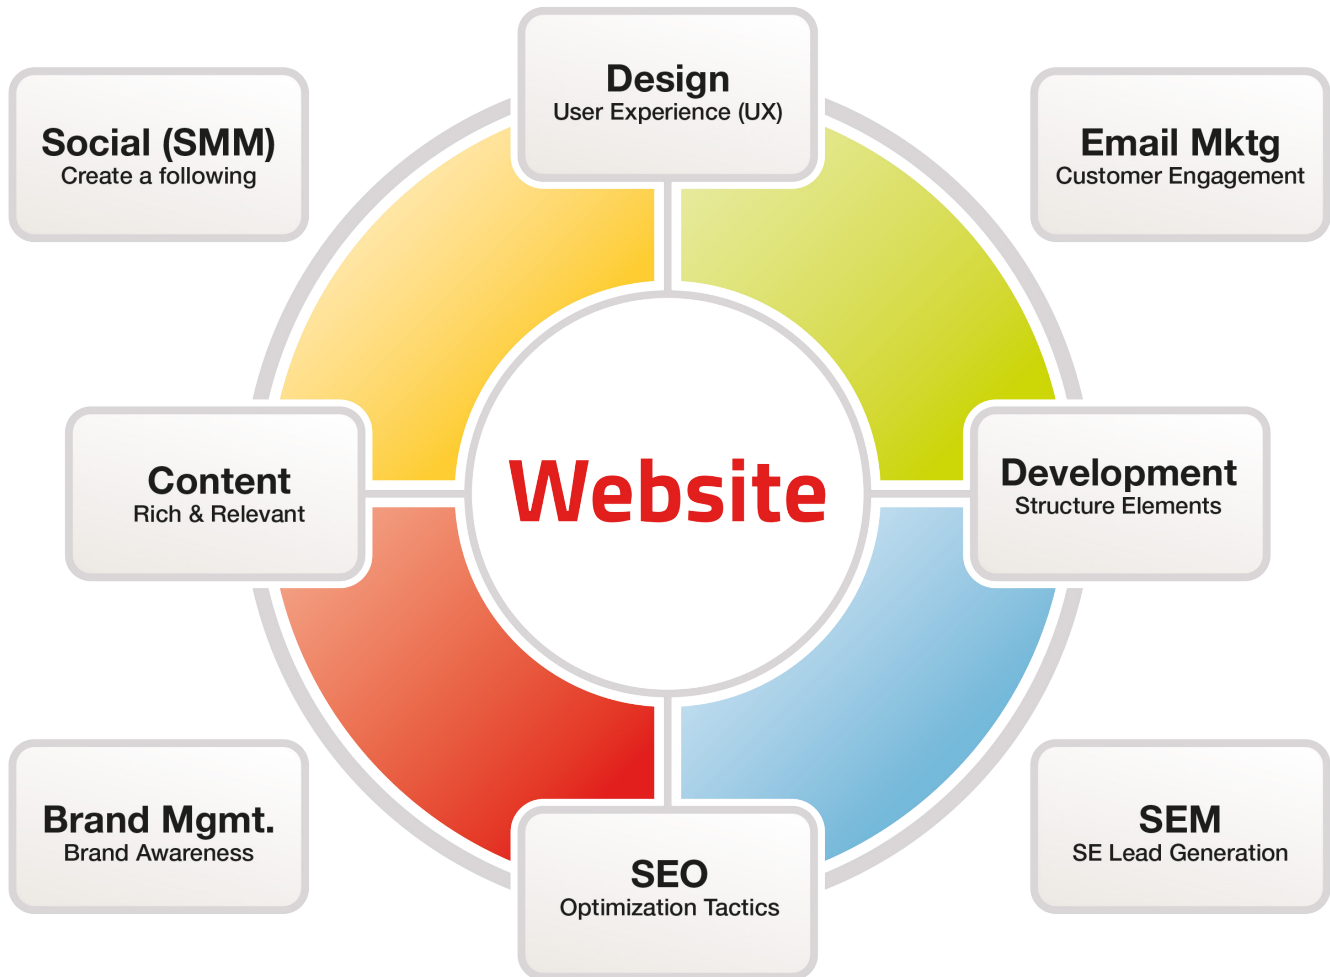 Design
User Experience (UX)
Social (SMM)
Create a following
Email Mktg
Customer Engagement
Content
Rich & Relevant
Website
Development
Structure Elements
Brand Mgmt.
Brand Awareness
SEM
SE Lead Generation
SEO
Optimization Tactics